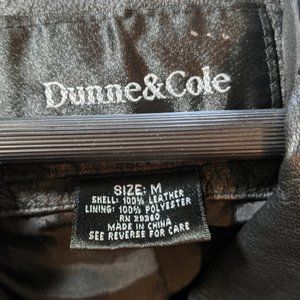 Dunne&Cole
SIZE: M
SHELL: 100% LEATHER
LINING: 100% POLYESTER
RN 29360
MADE IN CHINA
SEE REVERSE FOR CARE